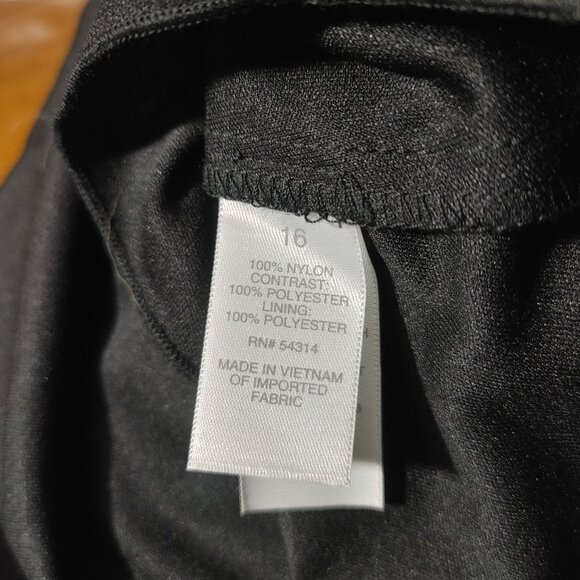 16
100% NYLON
CONTRAST:
100% POLYESTER
LINING:
100% POLYESTER
RN# 54314
MADE IN VIETNAM
OF IMPORTED
FABRIC